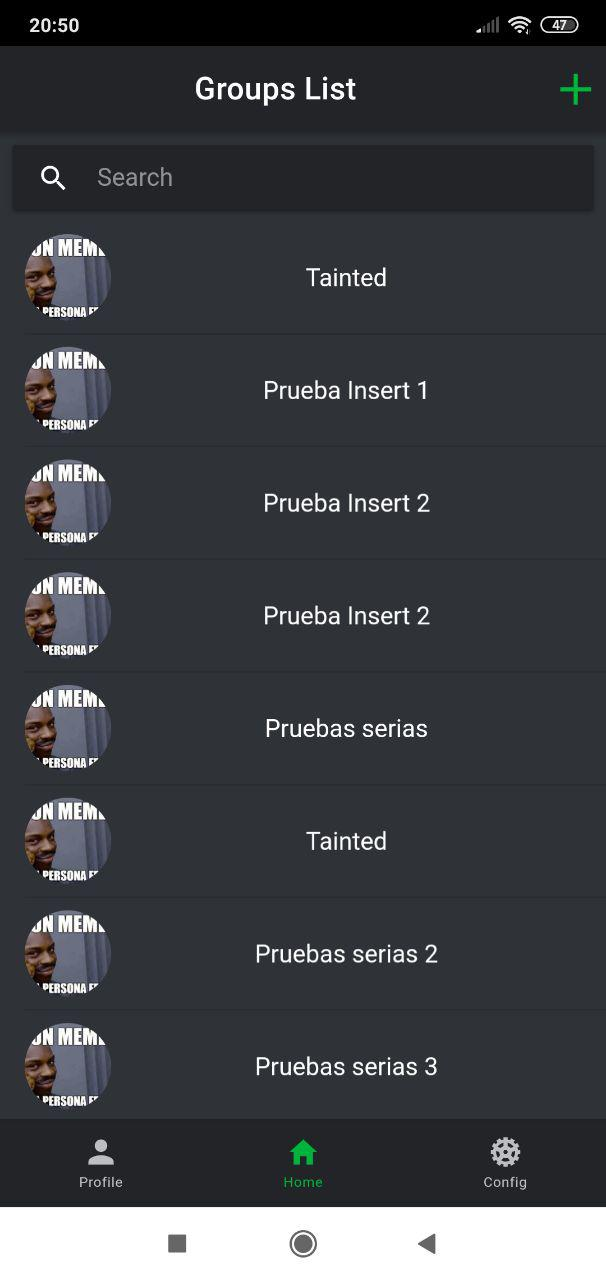 20:50
47
Groups List
Search
Tainted
Prueba Insert 1
Prueba Insert 2
Prueba Insert 2
Pruebas serias
Tainted
Pruebas serias 2
Pruebas serias 3
Profile
Home
Config